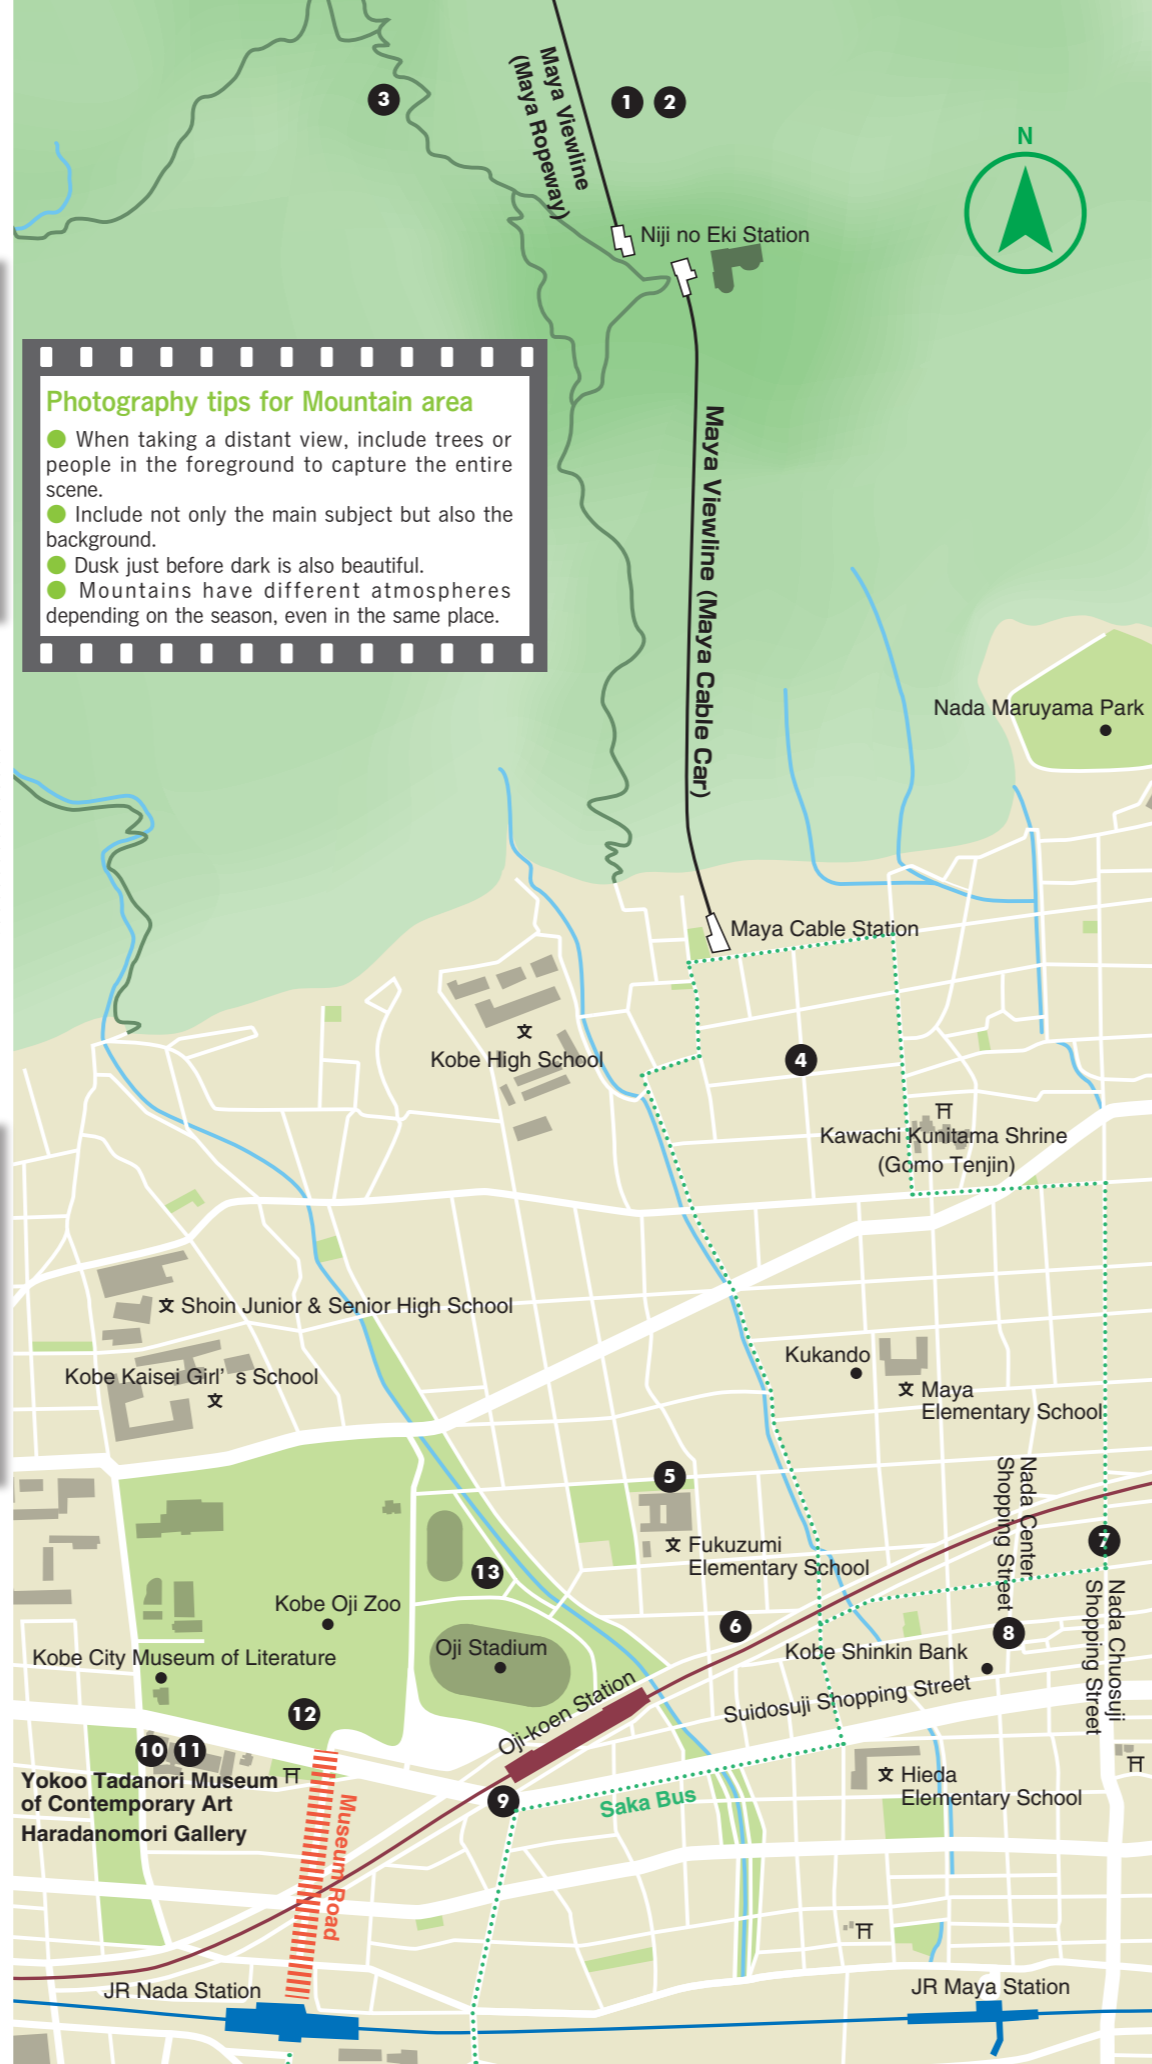 3
1
2
N
Maya Viewline
(Maya Ropeway)
Niji no Eki Station
Photography tips for Mountain area
● When taking a distant view, include trees or
people in the foreground to capture the entire
scene.
● Include not only the main subject but also the
background.
● Dusk just before dark is also beautiful.
● Mountains have different atmospheres
depending on the season, even in the same place.
Maya Viewline (Maya Cable Car)
Nada Maruyama Park
Maya Cable Station
文
Kobe High School
4
Kawachi Kunitama Shrine
(Gomo Tenjin)
文 Shoin Junior & Senior High School
Kobe Kaisei Girl’ s School
文
Kukando
文 Maya
Elementary School
5
文 Fukuzumi
Elementary School
Nada Center
Shopping Street
7
Nada Chuosuji
Shopping Street
13
Kobe Oji Zoo
6
8
Kobe City Museum of Literature
Oji Stadium
Kobe Shinkin Bank
Suidosuji Shopping Street
12
Oji-koen Station
10
11
Yokoo Tadanori Museum
of Contemporary Art
Haradanomori Gallery
9
Saka Bus
文 Hieda
Elementary School
Museum Road
JR Nada Station
JR Maya Station